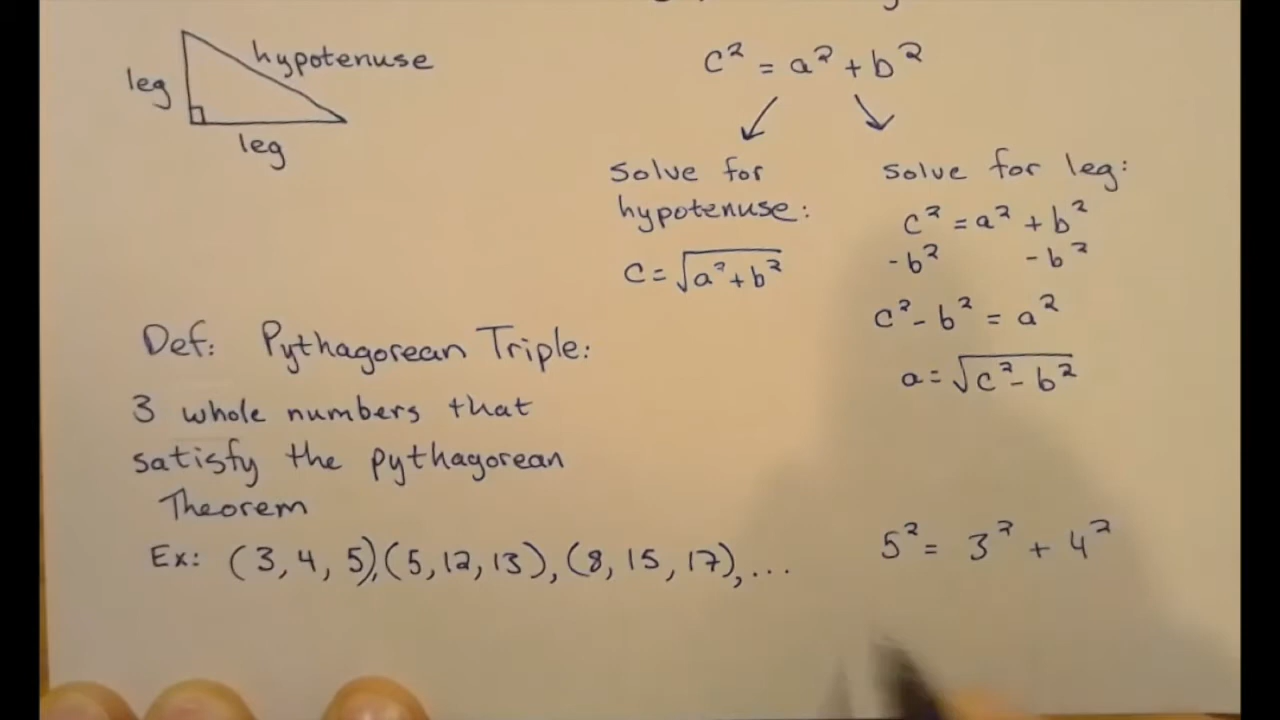 leg
hypotenuse
leg
c² = a² + b²
Solve for
hypotenuse:
c = √a² + b²
Solve for leg:
c² = a² + b²
- b² - b²
c² - b² = a²
a = √c² - b²
Def: Pythagorean Triple:
3 whole numbers that
satisfy the pythagorean
Theorem
Ex: (3, 4, 5), (5, 12, 13), (8, 15, 17), ...
5² = 3² + 4²